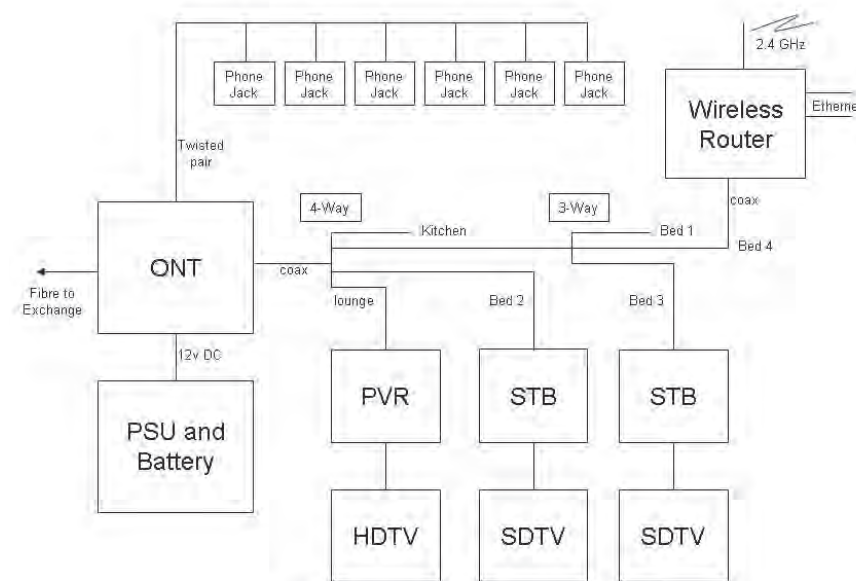 2.4 GHz
Phone
Jack
Phone
Jack
Phone
Jack
Phone
Jack
Phone
Jack
Phone
Jack
Wireless
Router
Etherne
Twisted
pair
coax
4-Way
3-Way
Kitchen
Bed 1
Bed 4
ONT
coax
Fibre to
Exchange
lounge
Bed 2
Bed 3
12v DC
PSU and
Battery
PVR
STB
STB
HDTV
SDTV
SDTV